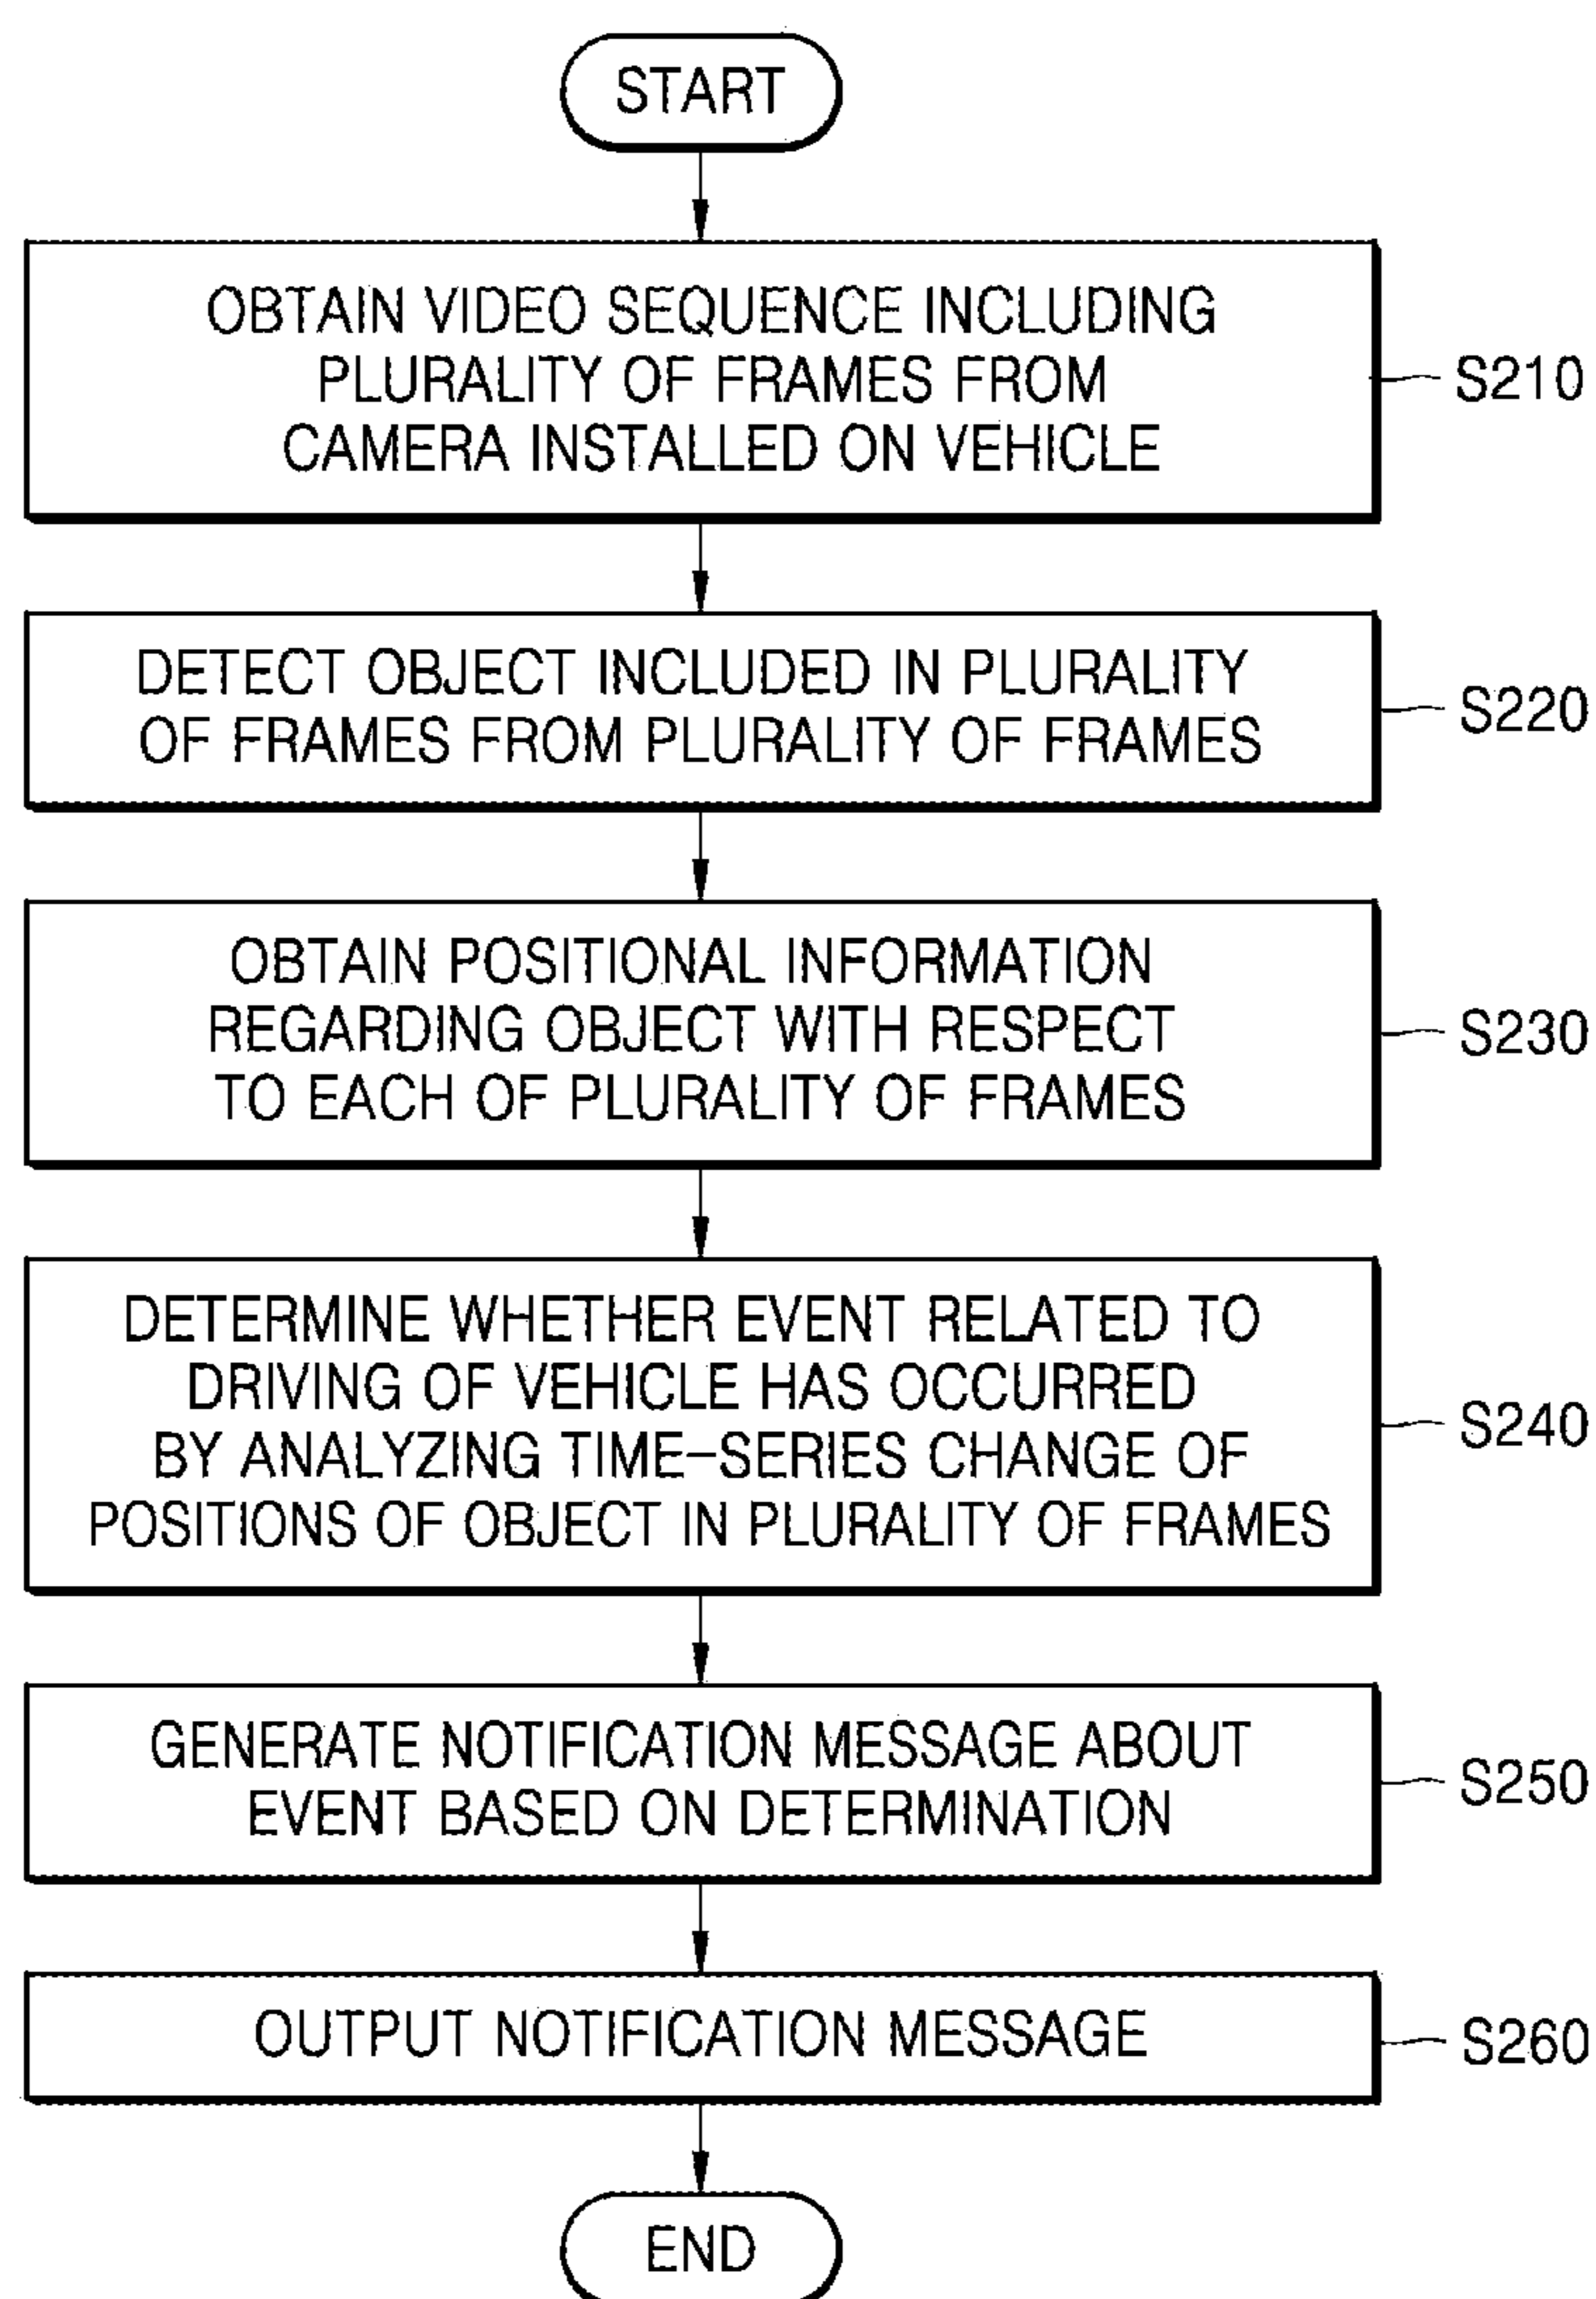 START
OBTAIN VIDEO SEQUENCE INCLUDING
PLURALITY OF FRAMES FROM
CAMERA INSTALLED ON VEHICLE
S210
DETECT OBJECT INCLUDED IN PLURALITY
OF FRAMES FROM PLURALITY OF FRAMES
S220
OBTAIN POSITIONAL INFORMATION
REGARDING OBJECT WITH RESPECT
TO EACH OF PLURALITY OF FRAMES
S230
DETERMINE WHETHER EVENT RELATED TO
DRIVING OF VEHICLE HAS OCCURRED
BY ANALYZING TIME-SERIES CHANGE OF
POSITIONS OF OBJECT IN PLURALITY OF FRAMES
S240
GENERATE NOTIFICATION MESSAGE ABOUT
EVENT BASED ON DETERMINATION
S250
OUTPUT NOTIFICATION MESSAGE
S260
END